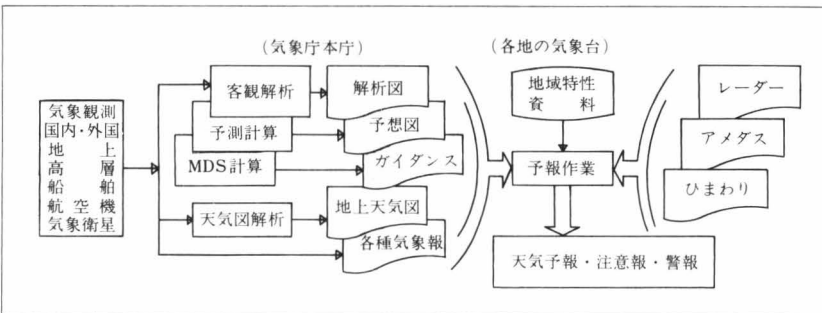 (気象庁本庁)
(各地の気象台)
気象観測
国内・外国
地上
高層
船舶
航空機
気象衛星
客観解析
解析図
予測計算
予想図
MDS計算
ガイダンス
天気図解析
地上天気図
各種気象報
地域特性
資料
予報作業
天気予報・注意報・警報
レーダー
アメダス
ひまわり